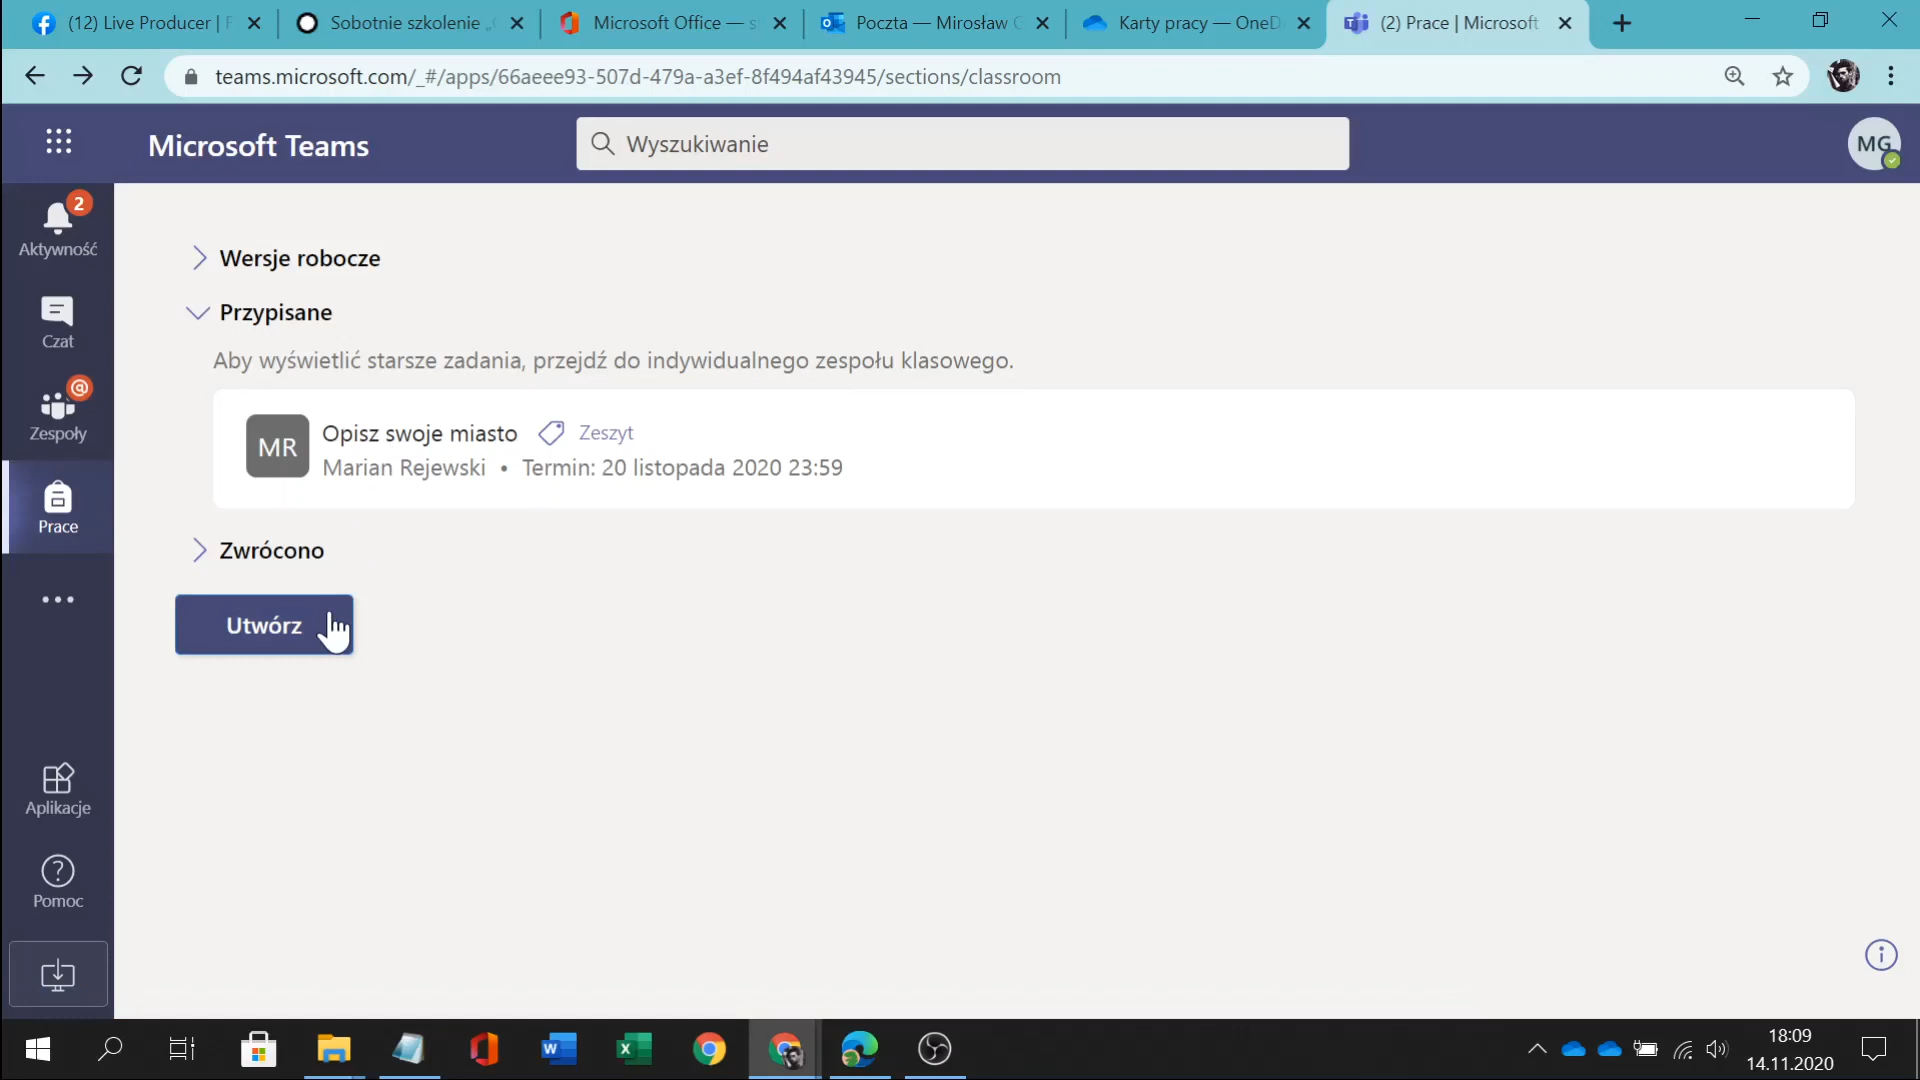 (12) Live Producer | F
Sobotnie szkolenie „
Microsoft Office — s
Poczta — Mirosław G
Karty pracy — OneD
(2) Prace | Microsoft
teams.microsoft.com/_#/apps/66aeee93-507d-479a-a3ef-8f494af43945/sections/classroom
Microsoft Teams
Wyszukiwanie
MG
2
Aktywność
Czat
@
Zespoły
Prace
Aplikacje
Pomoc
Wersje robocze
Przypisane
Aby wyświetlić starsze zadania, przejdź do indywidualnego zespołu klasowego.
MR
Opisz swoje miasto Zeszyt
Marian Rejewski • Termin: 20 listopada 2020 23:59
Zwrócono
Utwórz
18:09
14.11.2020